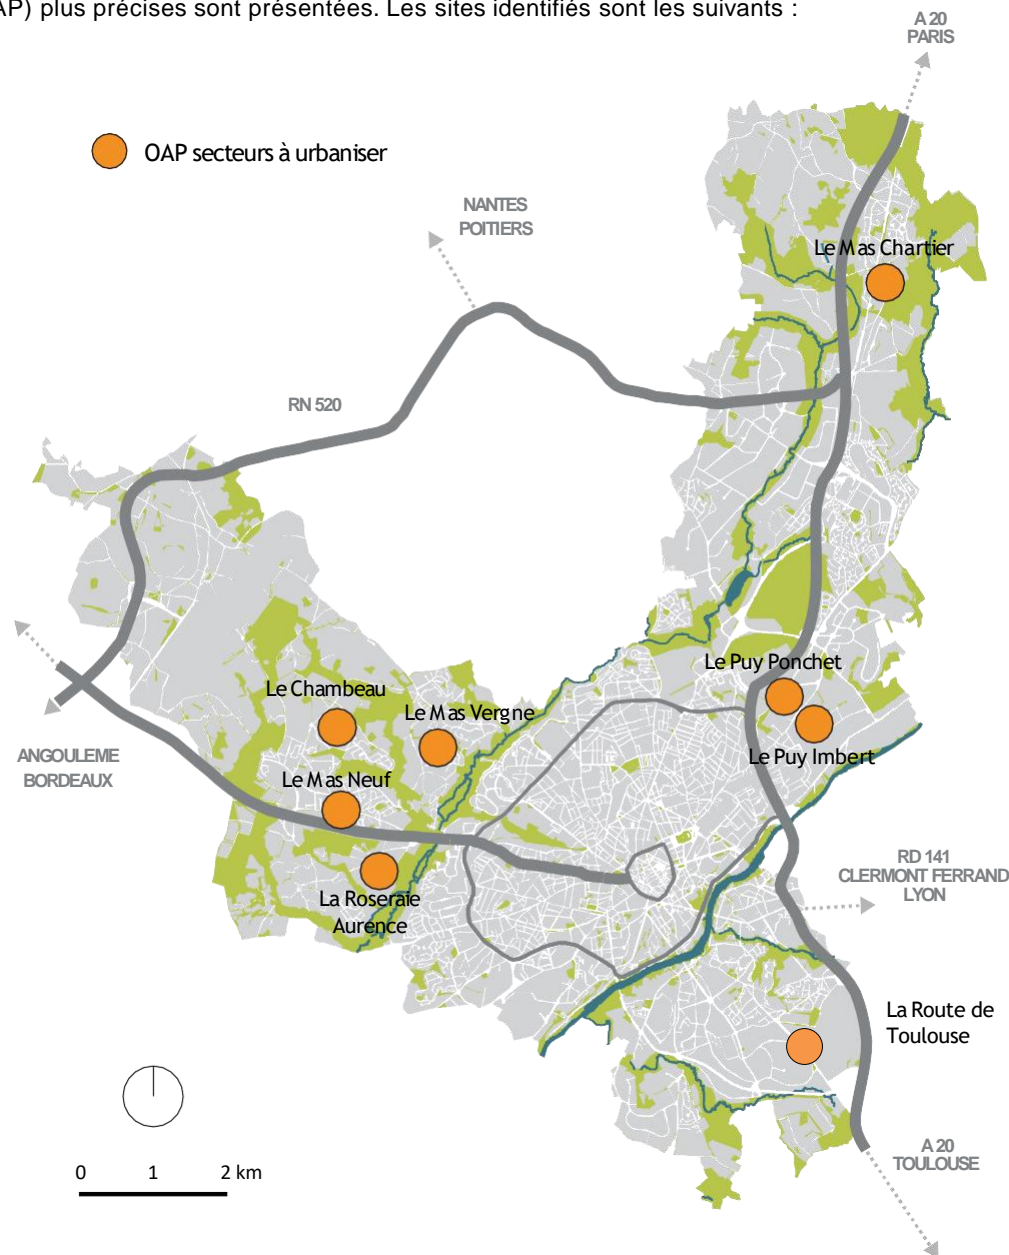 AP) plus précises sont présentées. Les sites identifiés sont les suivants :
A 20
PARIS
OAP secteurs à urbaniser
NANTES
POITIERS
Le Mas Chartier
RN 520
Le Puy Ponchet
Le Chambeau
Le Mas Vergne
ANGOULEME
BORDEAUX
Le Puy Imbert
Le Mas Neuf
RD 141
CLERMONT FERRAND
LYON
La Roseraie
Aurence
La Route de
Toulouse
A 20
TOULOUSE
0 1 2 km